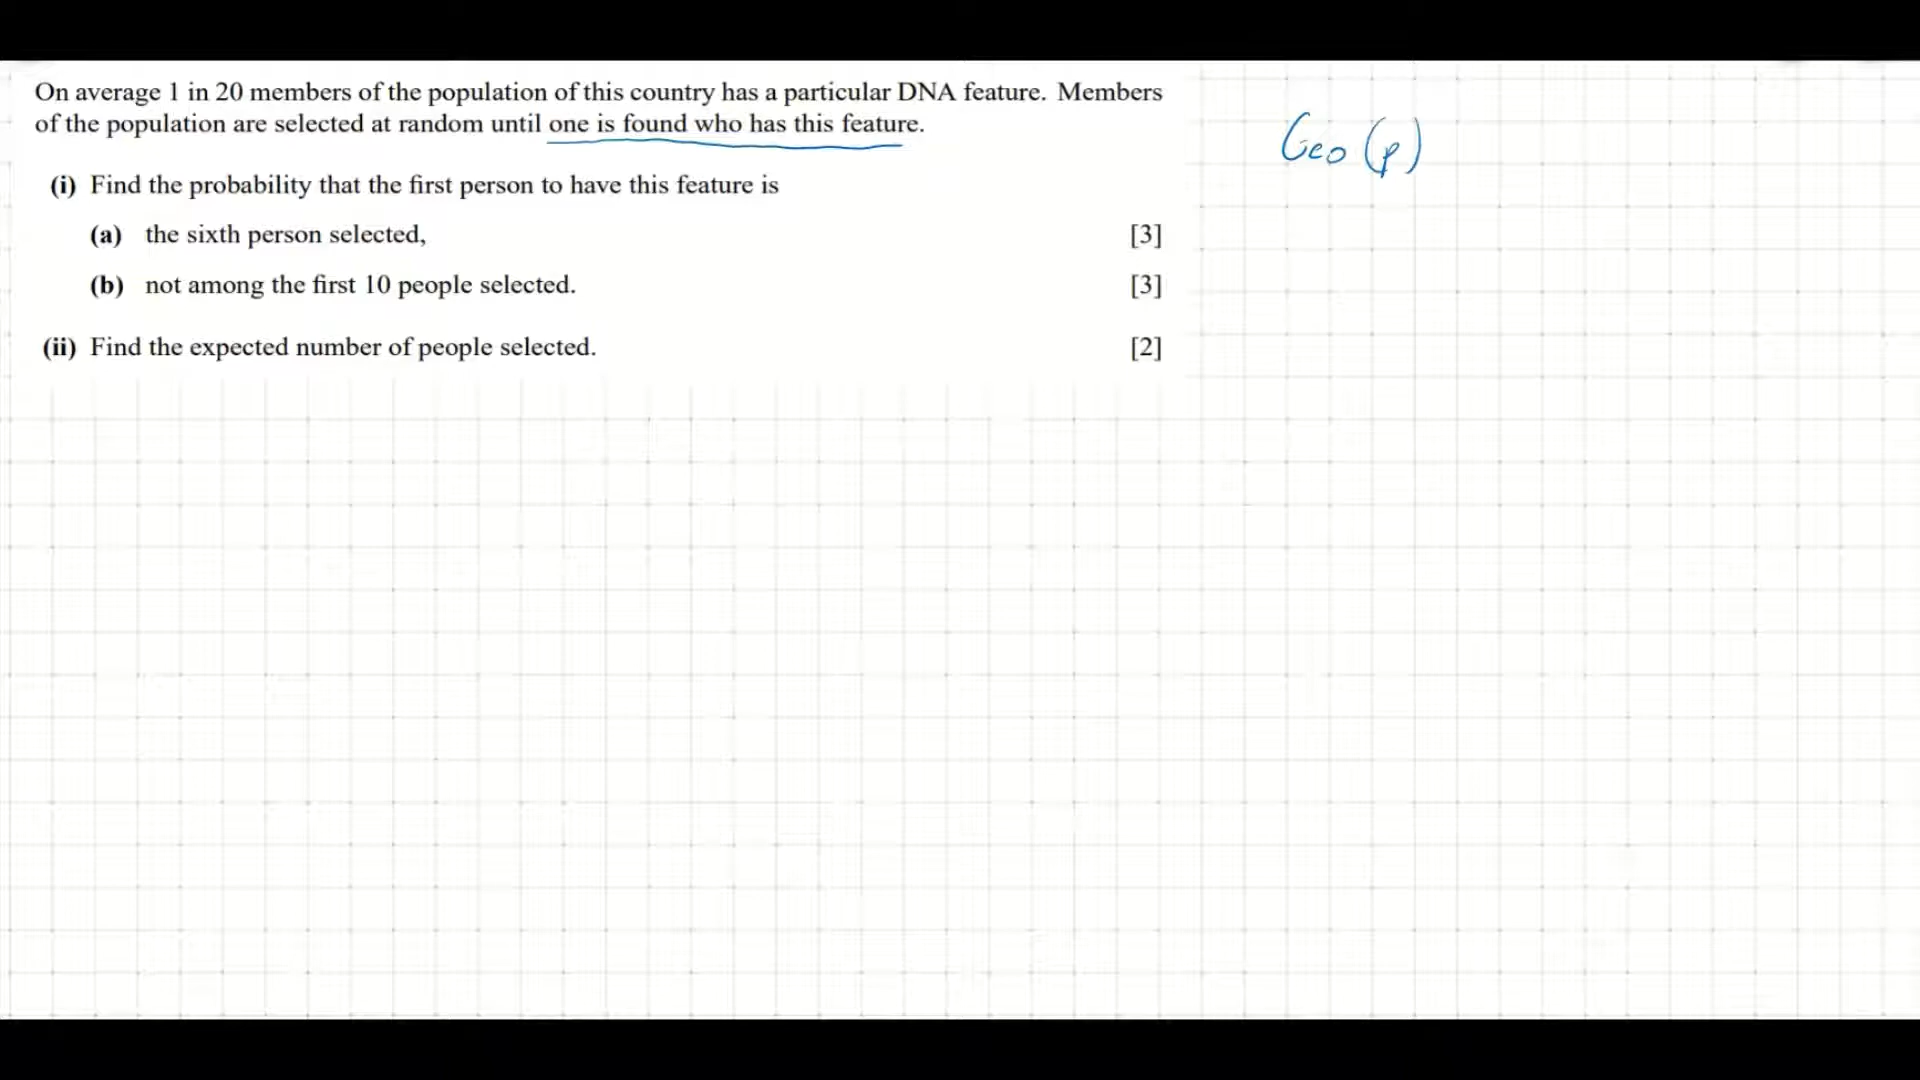 On average 1 in 20 members of the population of this country has a particular DNA feature. Members
of the population are selected at random until one is found who has this feature.
Geo (p)
(i) Find the probability that the first person to have this feature is
(a) the sixth person selected, [3]
(b) not among the first 10 people selected. [3]
(ii) Find the expected number of people selected. [2]